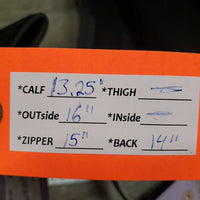 *CALF 13.25" *THIGH —
*OUTside 16" *INside —
*ZIPPER 15" *BACK 14"